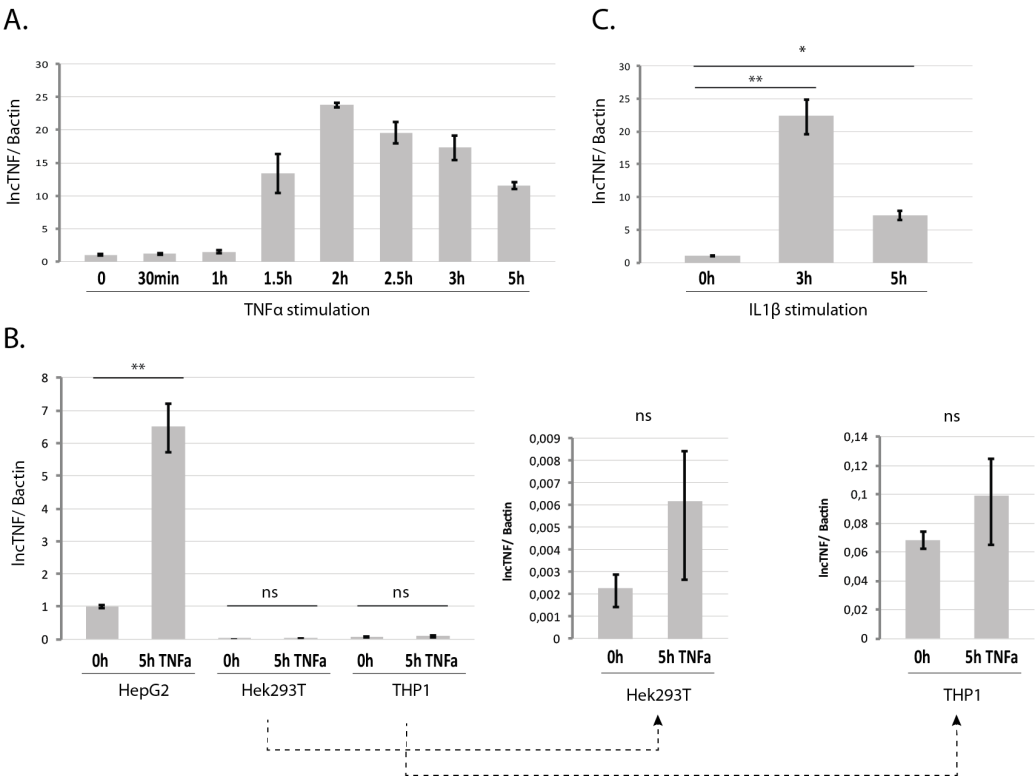 A.
lncTNF/ Bactin
30
25
20
15
10
5
0
0 30min 1h 1.5h 2h 2.5h 3h 5h
TNFα stimulation
C.
lncTNF/ Bactin
30
25
20
15
10
5
0
*
**
0h 3h 5h
IL1β stimulation
B.
lncTNF/ Bactin
8
7
6
5
4
3
2
1
0
**
ns
ns
0h 5h TNFa 0h 5h TNFa 0h 5h TNFa
HepG2 Hek293T THP1
ns
lncTNF/ Bactin
0,009
0,008
0,007
0,006
0,005
0,004
0,003
0,002
0,001
0
0h 5h TNFa
Hek293T
ns
lncTNF/ Bactin
0,14
0,12
0,1
0,08
0,06
0,04
0,02
0
0h 5h TNFa
THP1